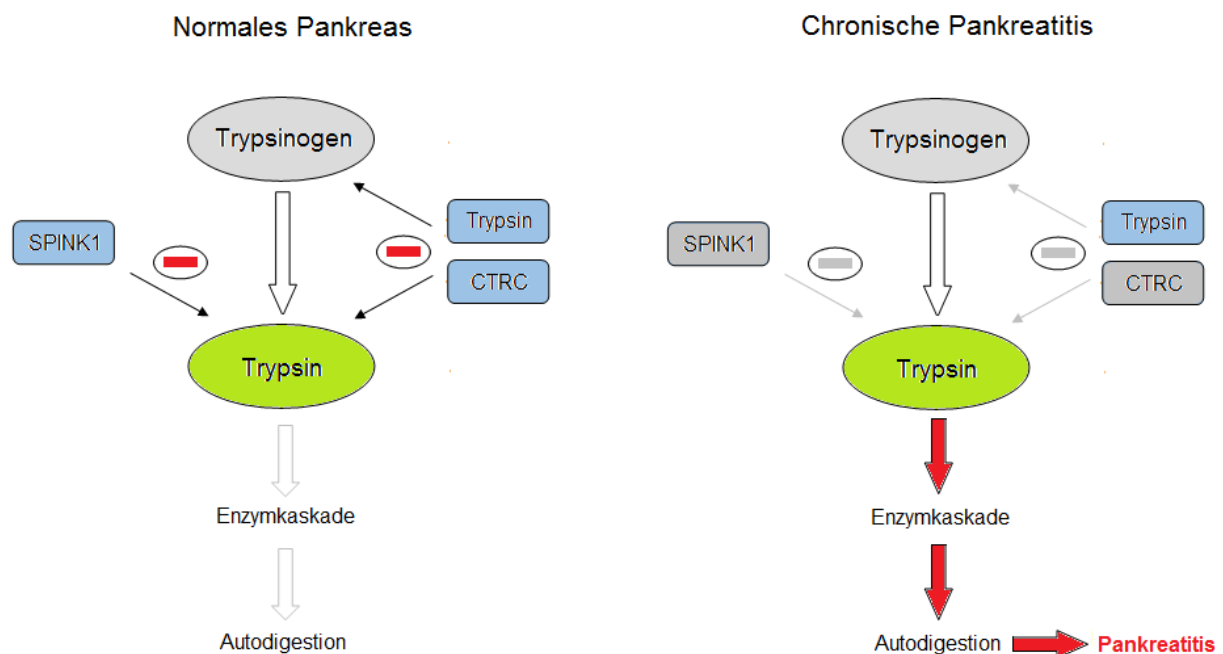 Normales Pankreas
Trypsinogen
SPINK1
Trypsin
CTRC
Trypsin
Enzymkaskade
Autodigestion
Chronische Pankreatitis
Trypsinogen
SPINK1
Trypsin
CTRC
Trypsin
Enzymkaskade
Autodigestion
Pankreatitis